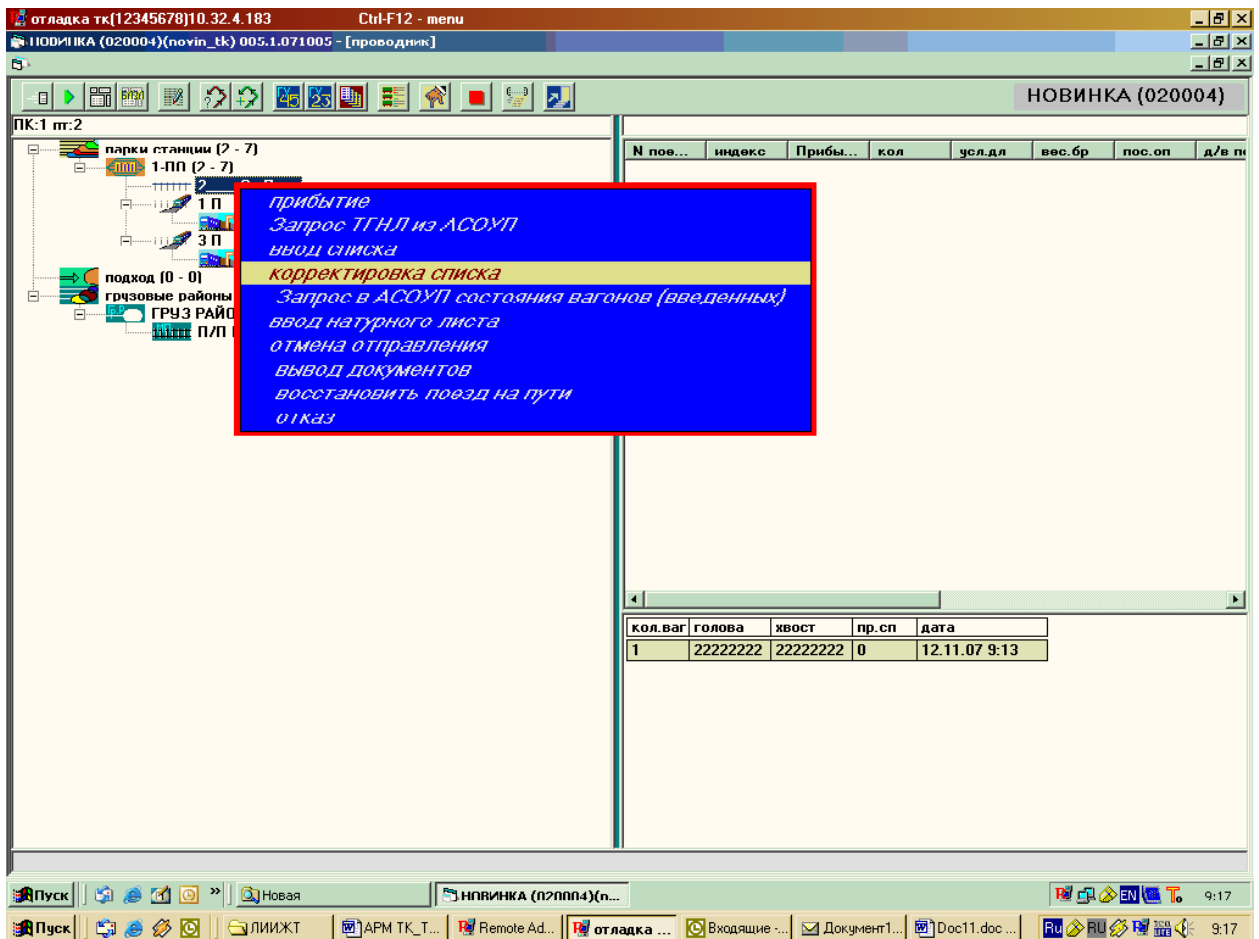 отладка тк(12345678)10.32.4.183 Ctrl-F12 - menu
НОВИНКА (020004)(novin_tk) 005.1.071005 - [проводник]
НОВИНКА (020004)
ПК:1 пт:2
парки станции (2 - 7)
1-ПП (2 - 7)
2
1 П
3 П
подход (0 - 0)
грузовые районы
ГРУЗ РАЙО
П/П
прибытие
Запрос ТГНЛ из АСОУП
ввод списка
корректировка списка
Запрос в АСОУП состояния вагонов (введенных)
ввод натурного листа
отмена отправления
вывод документов
восстановить поезд на пути
отказ
N пое... индекс Прибы... кол усл.дл вес.бр пос.оп д/в по
кол.ваг голова хвост пр.сп дата
1 22222222 22222222 0 12.11.07 9:13
Пуск » Новая НОВИНКА (020004)(n... EN 9:17
Пуск ЛИИЖТ АРМ ТК_Т... Remote Ad... отладка ... Входящие -... Документ1... Doc11.doc ... Ru RU 9:17